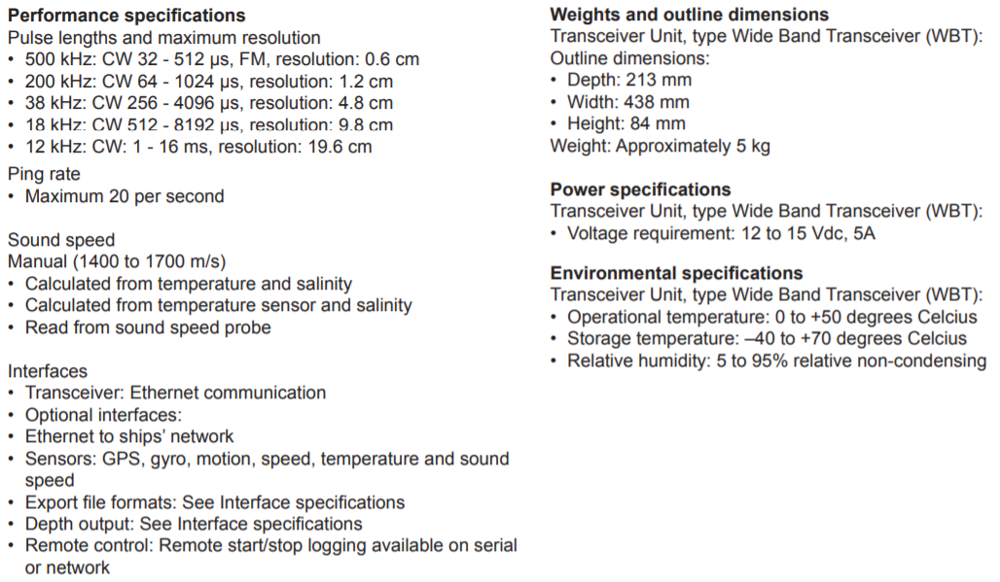 Performance specifications
Pulse lengths and maximum resolution
• 500 kHz: CW 32 - 512 µs, FM, resolution: 0.6 cm
• 200 kHz: CW 64 - 1024 µs, resolution: 1.2 cm
• 38 kHz: CW 256 - 4096 µs, resolution: 4.8 cm
• 18 kHz: CW 512 - 8192 µs, resolution: 9.8 cm
• 12 kHz: CW: 1 - 16 ms, resolution: 19.6 cm
Ping rate
• Maximum 20 per second
Sound speed
Manual (1400 to 1700 m/s)
• Calculated from temperature and salinity
• Calculated from temperature sensor and salinity
• Read from sound speed probe
Interfaces
• Transceiver: Ethernet communication
• Optional interfaces:
• Ethernet to ships’ network
• Sensors: GPS, gyro, motion, speed, temperature and sound
speed
• Export file formats: See Interface specifications
• Depth output: See Interface specifications
• Remote control: Remote start/stop logging available on serial
or network
Weights and outline dimensions
Transceiver Unit, type Wide Band Transceiver (WBT):
Outline dimensions:
• Depth: 213 mm
• Width: 438 mm
• Height: 84 mm
Weight: Approximately 5 kg
Power specifications
Transceiver Unit, type Wide Band Transceiver (WBT):
• Voltage requirement: 12 to 15 Vdc, 5A
Environmental specifications
Transceiver Unit, type Wide Band Transceiver (WBT):
• Operational temperature: 0 to +50 degrees Celcius
• Storage temperature: –40 to +70 degrees Celcius
• Relative humidity: 5 to 95% relative non-condensing